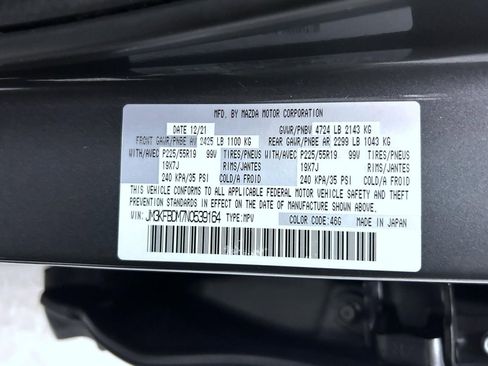 MFD. BY MAZDA MOTOR CORPORATION
DATE 12/21 GVWR/PNBV 4724 LB 2143 KG
FRONT GAWR/PNBE AV 2425 LB 1100 KG REAR GAWR/PNBE AR 2299 LB 1043 KG
WITH/AVEC P225/55R19 99V TIRES/PNEUS WITH/AVEC P225/55R19 99V TIRES/PNEUS
19X7J 19X7J
240 KPA/35 PSI COLD/A FROID 240 KPA/35 PSI COLD/A FROID
THIS VEHICLE CONFORMS TO ALL APPLICABLE FEDERAL MOTOR VEHICLE SAFETY AND THEFT
PREVENTION STANDARDS IN EFFECT ON THE DATE OF MANUFACTURE SHOWN ABOVE.
VIN: JM3KFBDM7N0539164 TYPE: MPV COLOR CODE: 46G MADE IN JAPAN